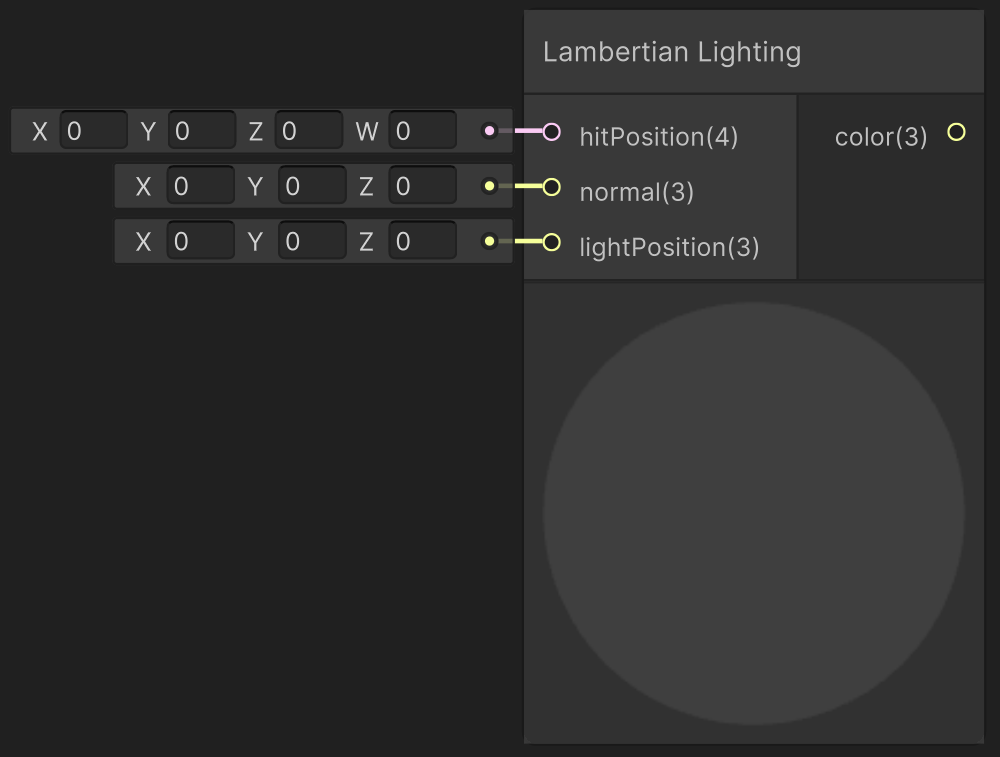 Lambertian Lighting
X 0 Y 0 Z 0 W 0 hitPosition(4) color(3)
X 0 Y 0 Z 0 normal(3)
X 0 Y 0 Z 0 lightPosition(3)